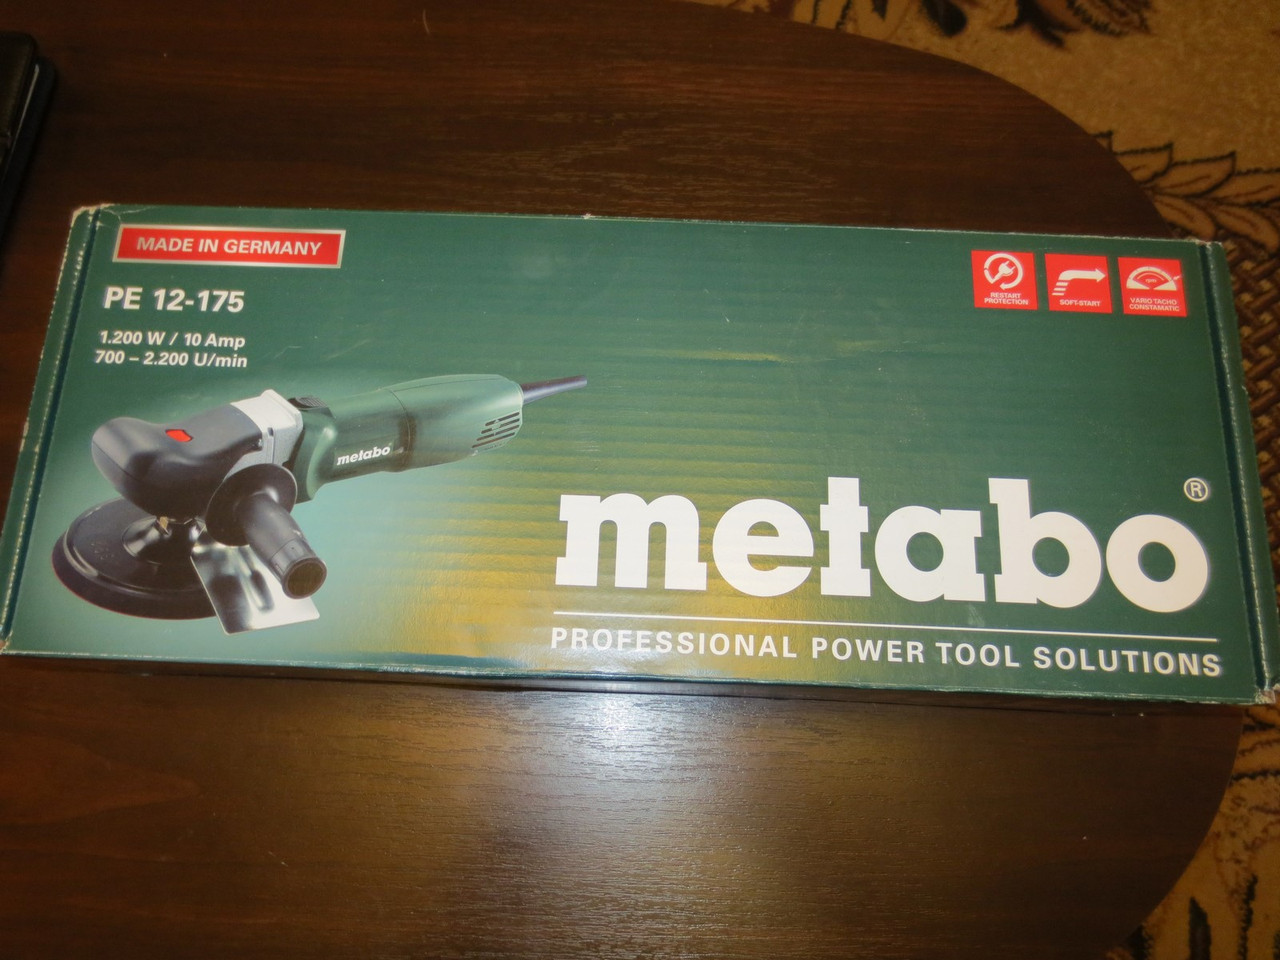 MADE IN GERMANY
PE 12-175
1.200 W / 10 Amp
700 – 2.200 U/min
RESTART
PROTECTION
SOFT-START
VARIO TACHO
CONSTAMATIC
metabo
metabo ®
PROFESSIONAL POWER TOOL SOLUTIONS